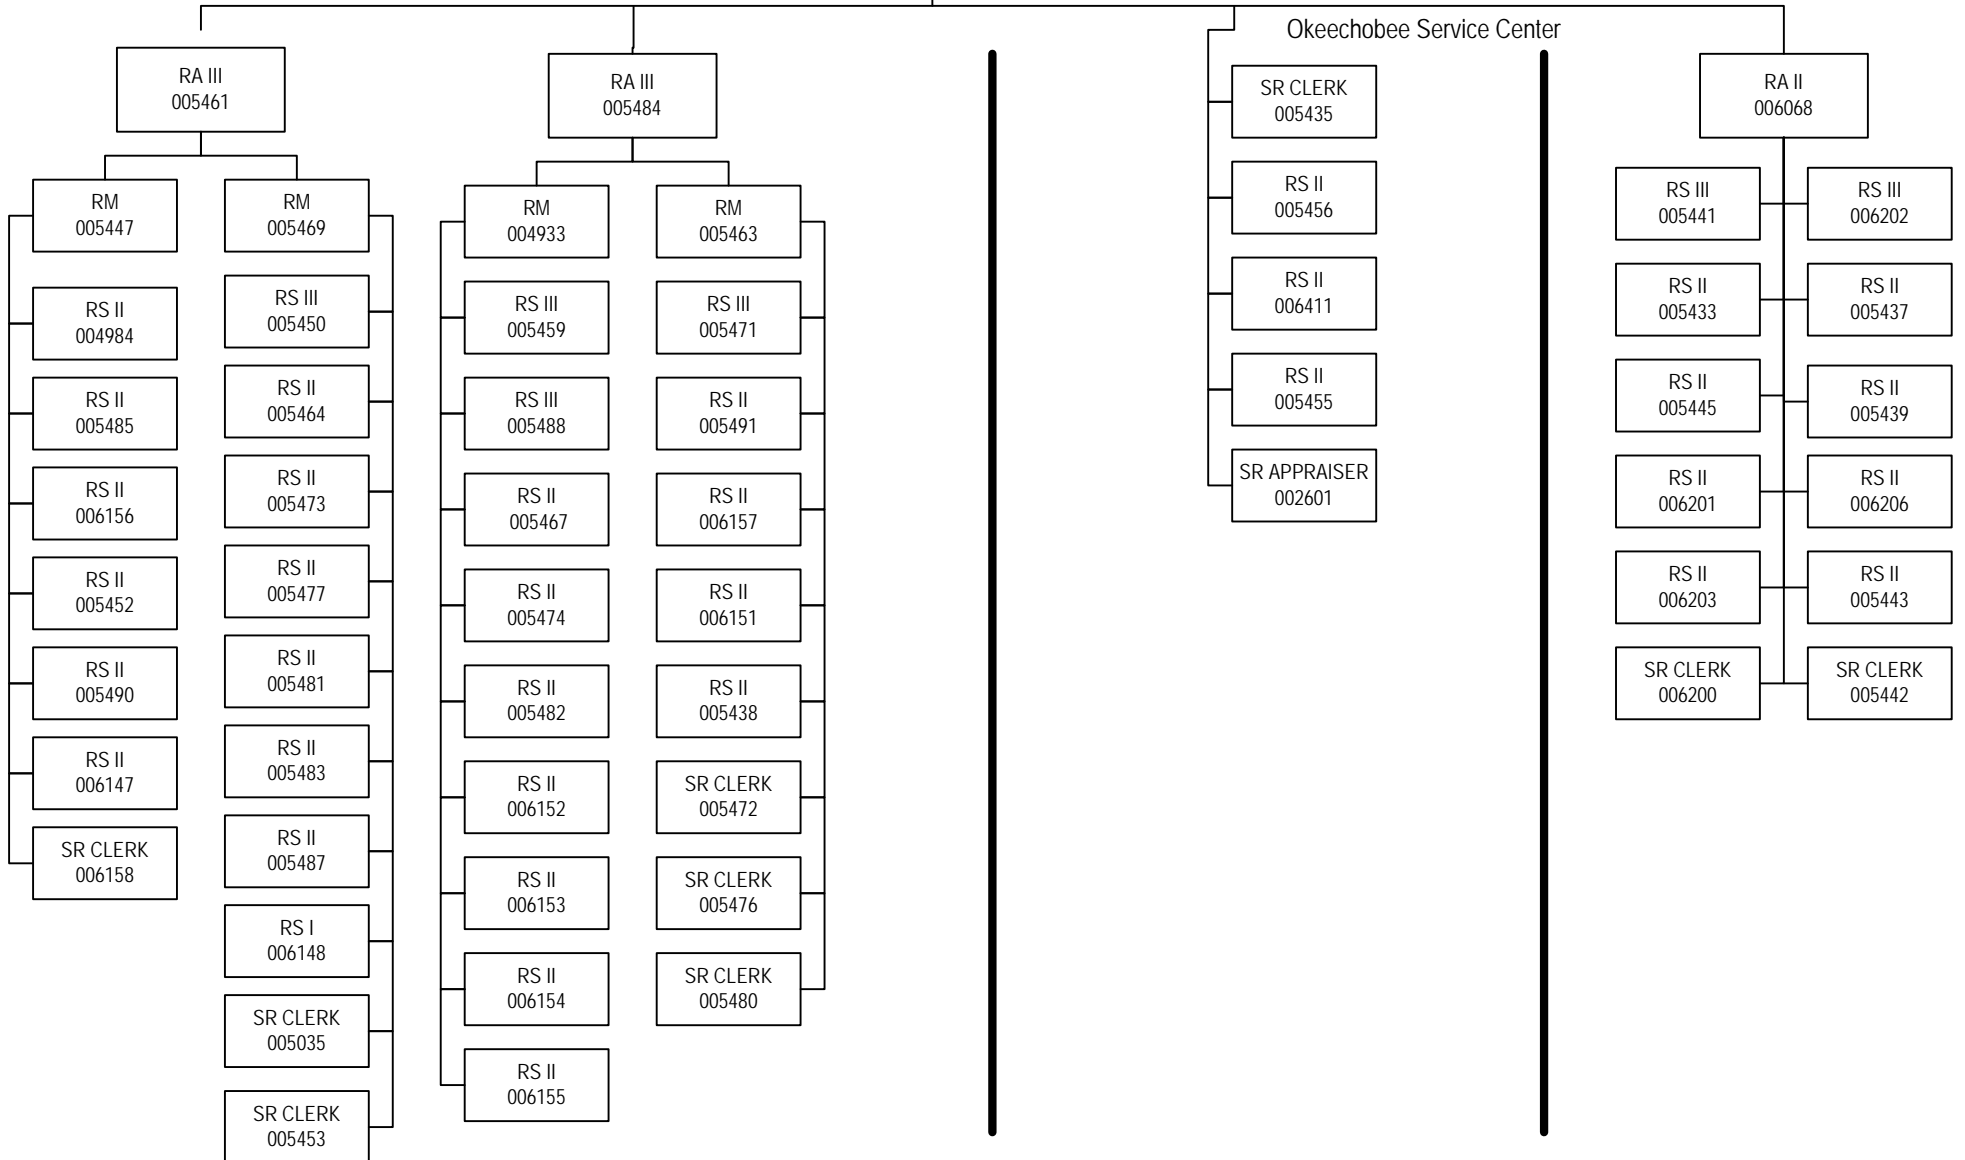 Okeechobee Service Center
RA III
005461
RM
005447
RS II
004984
RS II
005485
RS II
006156
RS II
005452
RS II
005490
RS II
006147
SR CLERK
006158
RM
005469
RS III
005450
RS II
005464
RS II
005473
RS II
005477
RS II
005481
RS II
005483
RS II
005487
RS I
006148
SR CLERK
005035
SR CLERK
005453
RA III
005484
RM
004933
RS III
005459
RS III
005488
RS II
005467
RS II
005474
RS II
005482
RS II
006152
RS II
006153
RS II
006154
RS II
006155
RM
005463
RS III
005471
RS II
005491
RS II
006157
RS II
006151
RS II
005438
SR CLERK
005472
SR CLERK
005476
SR CLERK
005480
SR CLERK
005435
RS II
005456
RS II
006411
RS II
005455
SR APPRAISER
002601
RA II
006068
RS III
005441
RS II
005433
RS II
005445
RS II
006201
RS II
006203
SR CLERK
006200
RS III
006202
RS II
005437
RS II
005439
RS II
006206
RS II
005443
SR CLERK
005442